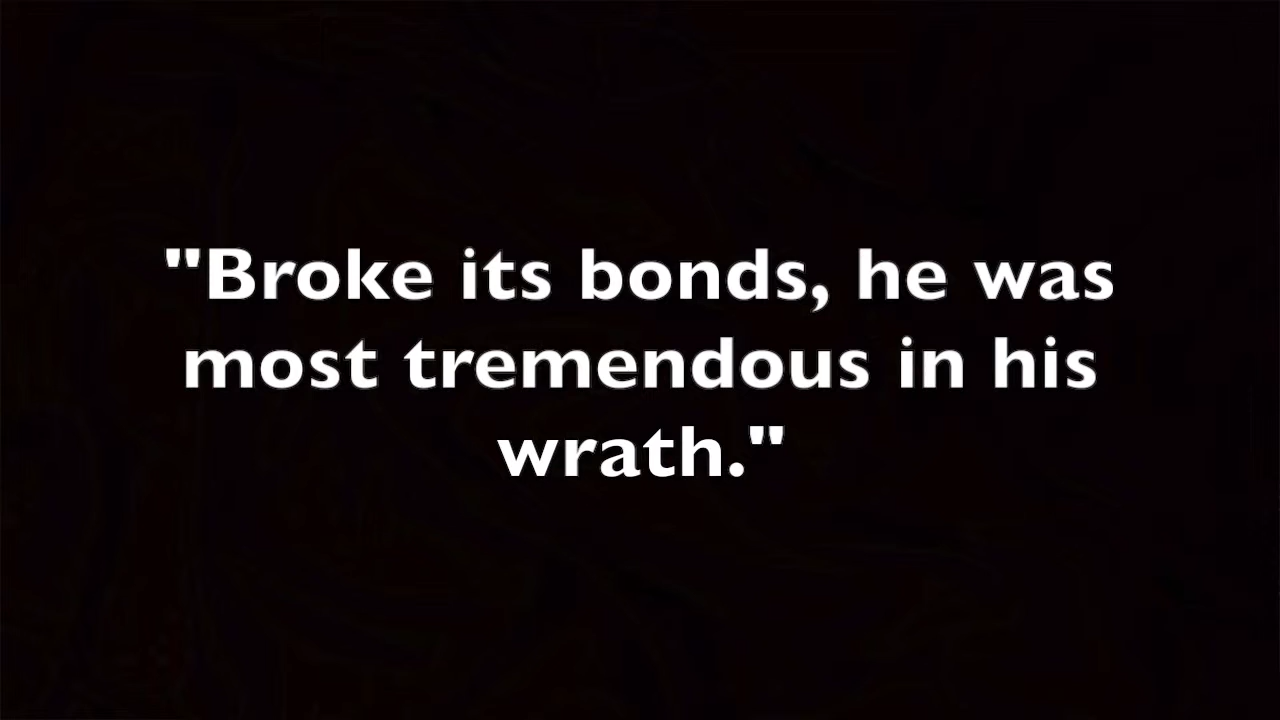 "Broke its bonds, he was
most tremendous in his
wrath."